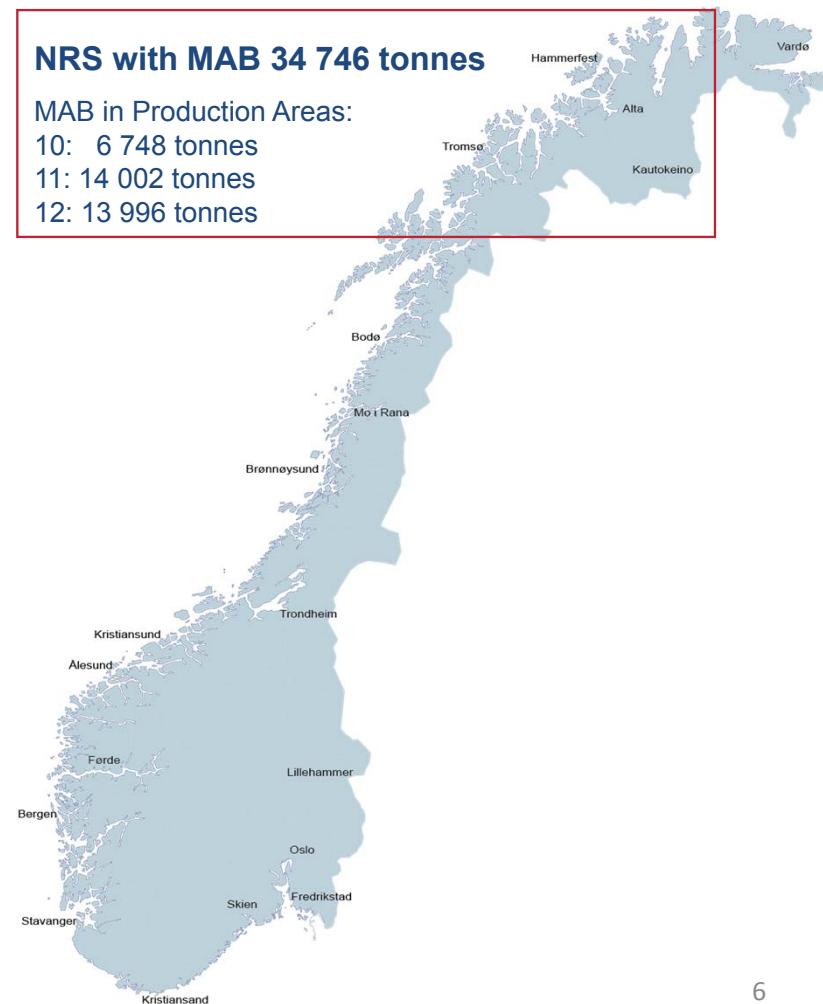 NRS with MAB 34 746 tonnes
MAB in Production Areas:
10: 6 748 tonnes
11: 14 002 tonnes
12: 13 996 tonnes
Vardø
Hammerfest
Alta
Tromsø
Kautokeino
Bodø
Mo i Rana
Brønnøysund
Trondheim
Kristiansund
Ålesund
Førde
Lillehammer
Bergen
Oslo
Fredrikstad
Skien
Stavanger
Kristiansand
6